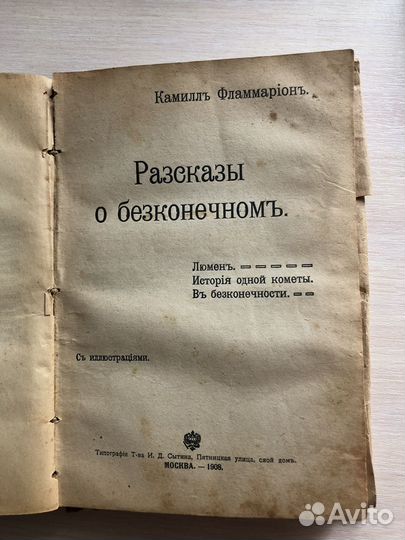 Камиллъ Фламмаріонъ.
Разсказы
о безконечномъ.
Люменъ.
Исторія одной кометы.
Въ безконечности.
Съ иллюстраціями.
Типографія Т-ва И. Д. Сытина, Пятницкая улица, свой домъ.
МОСКВА. — 1908.
Avito